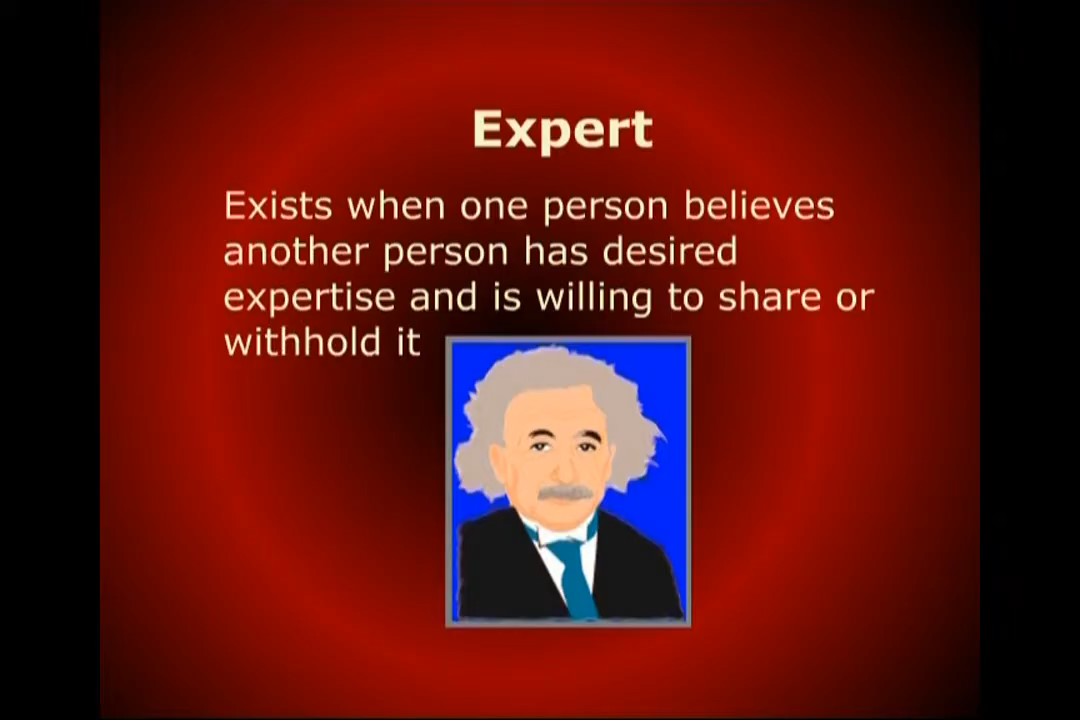 Expert
Exists when one person believes
another person has desired
expertise and is willing to share or
withhold it